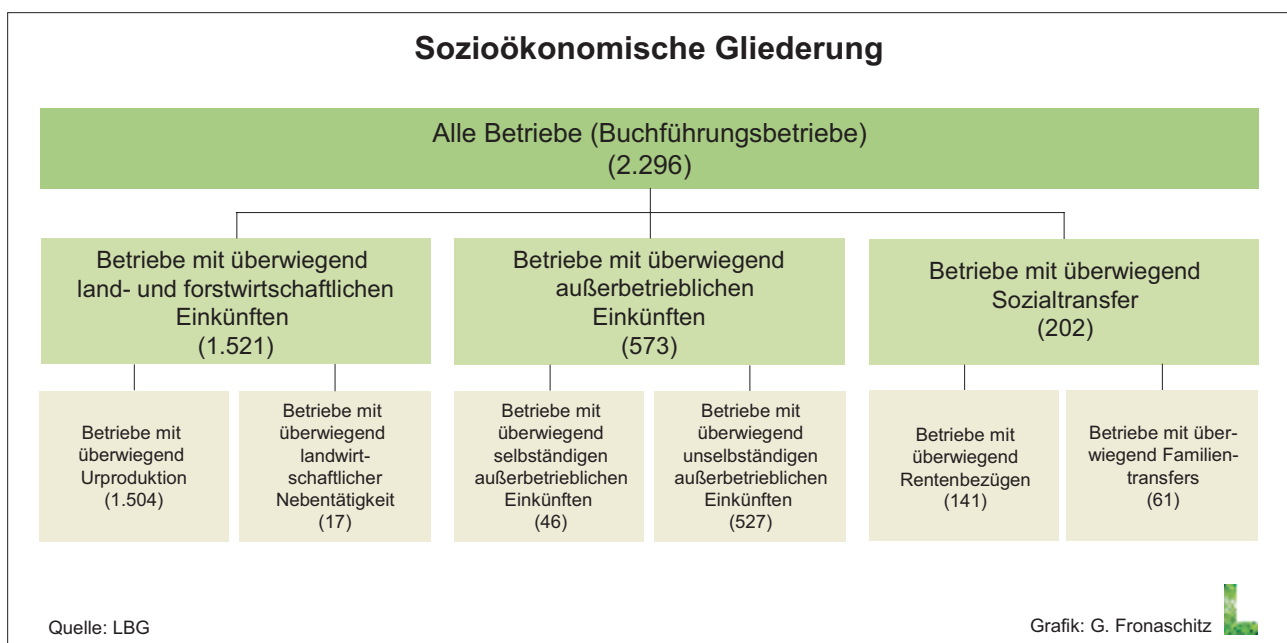 Sozioökonomische Gliederung
Alle Betriebe (Buchführungsbetriebe)
(2.296)
Betriebe mit überwiegend
land- und forstwirtschaftlichen
Einkünften
(1.521)
Betriebe mit überwiegend
außerbetrieblichen
Einkünften
(573)
Betriebe mit überwiegend
Sozialtransfer
(202)
Betriebe mit
überwiegend
Urproduktion
(1.504)
Betriebe mit
überwiegend
landwirt-
schaftlicher
Nebentätigkeit
(17)
Betriebe mit
überwiegend
selbständigen
außerbetrieblichen
Einkünften
(46)
Betriebe mit
überwiegend
unselbständigen
außerbetrieblichen
Einkünften
(527)
Betriebe mit
überwiegend
Rentenbezügen
(141)
Betriebe mit über-
wiegend Familien-
transfers
(61)
Quelle: LBG
Grafik: G. Fronaschitz
L